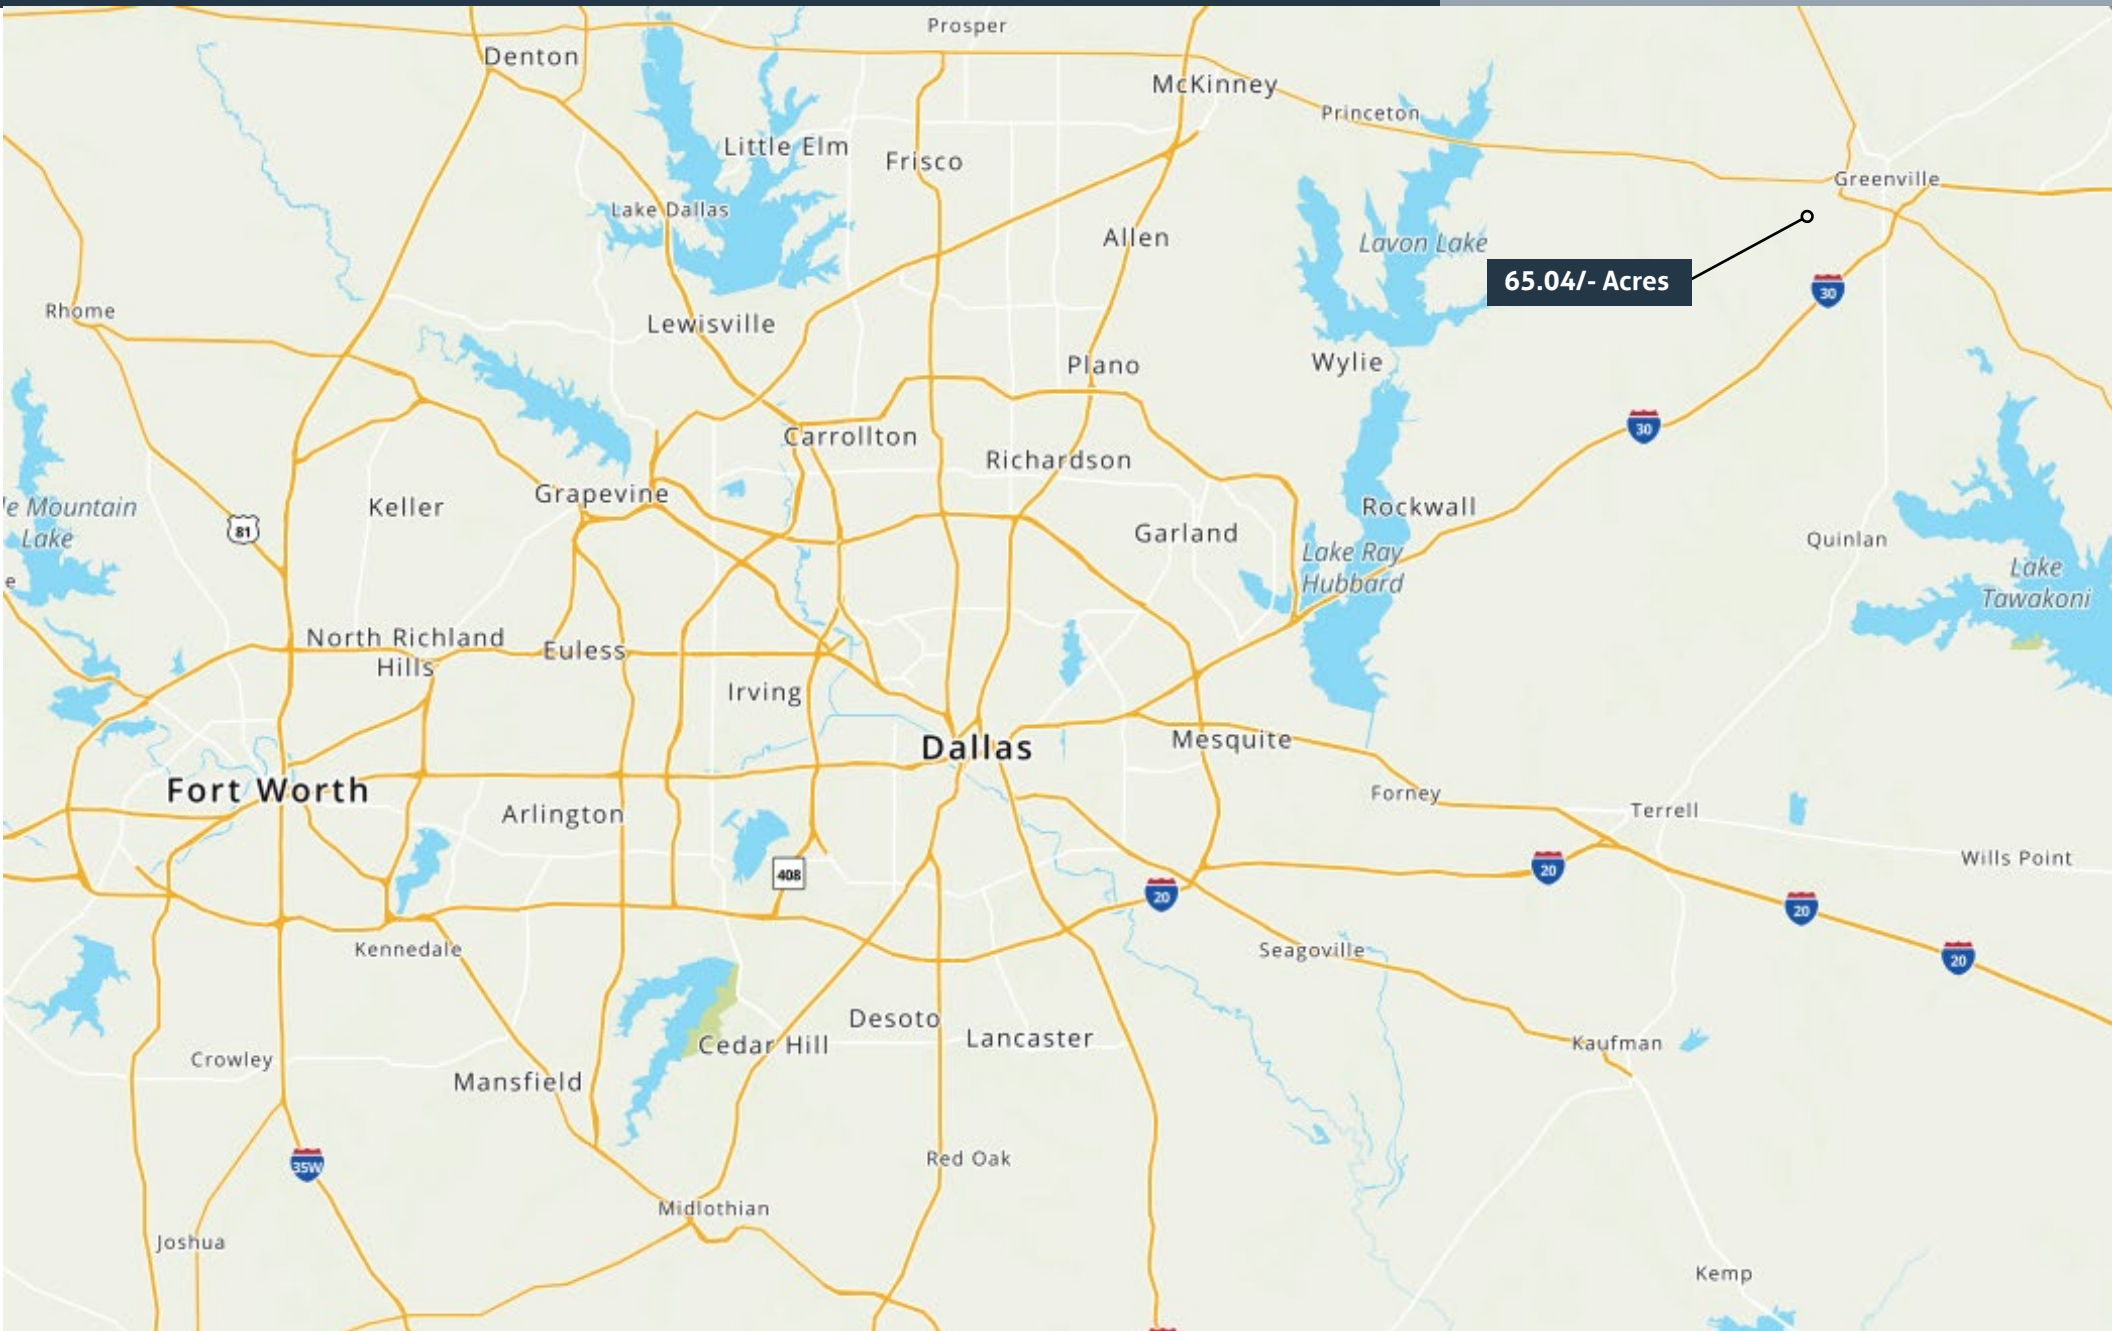 Prosper
Denton
McKinney
Princeton
Little Elm
Frisco
Greenville
Lake Dallas
Allen
Lavon Lake
65.04/- Acres
30
Rhome
Lewisville
Wylie
Plano
30
Carrollton
Richardson
Grapevine
Keller
Rockwall
le Mountain
Lake
81
Garland
Quinlan
Lake Ray
Hubbard
Lake
Tawakoni
e
North Richland
Hills
Euless
Irving
Dallas
Mesquite
Fort Worth
Forney
Arlington
Terrell
Wills Point
408
20
20
20
20
Kennedale
Seagoville
Desoto
Lancaster
Cedar Hill
Kaufman
Crowley
Mansfield
Red Oak
35W
Midlothian
Joshua
Kemp